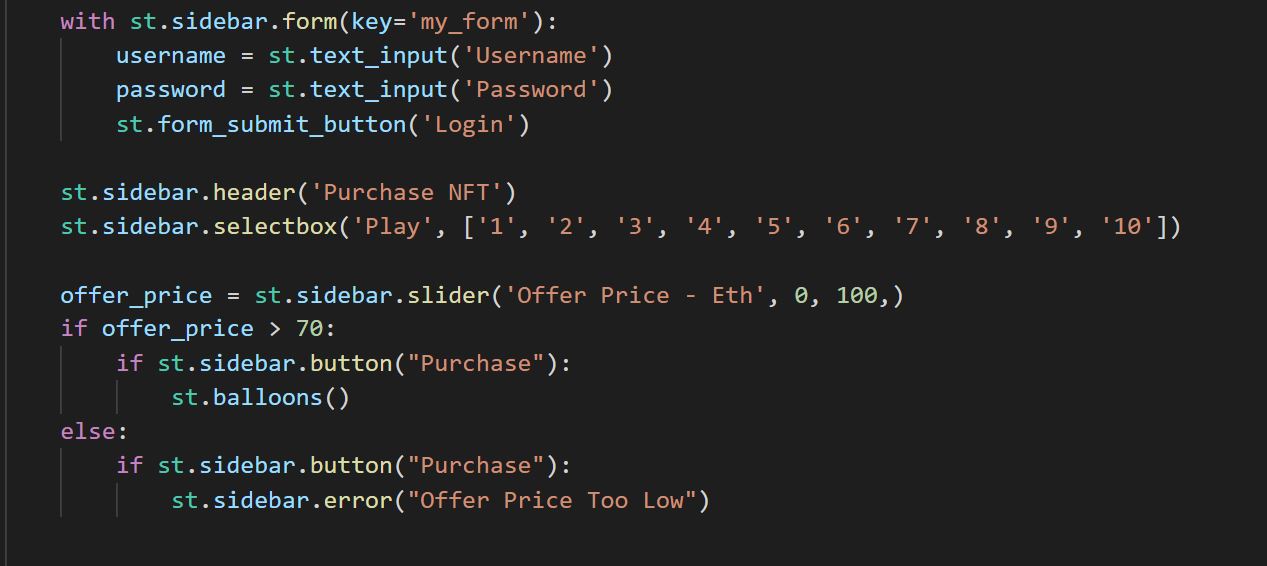 with st.sidebar.form(key='my_form'):
    username = st.text_input('Username')
    password = st.text_input('Password')
    st.form_submit_button('Login')
st.sidebar.header('Purchase NFT')
st.sidebar.selectbox('Play', ['1', '2', '3', '4', '5', '6', '7', '8', '9', '10'])
offer_price = st.sidebar.slider('Offer Price - Eth', 0, 100,)
if offer_price > 70:
    if st.sidebar.button("Purchase"):
        st.balloons()
else:
    if st.sidebar.button("Purchase"):
        st.sidebar.error("Offer Price Too Low")